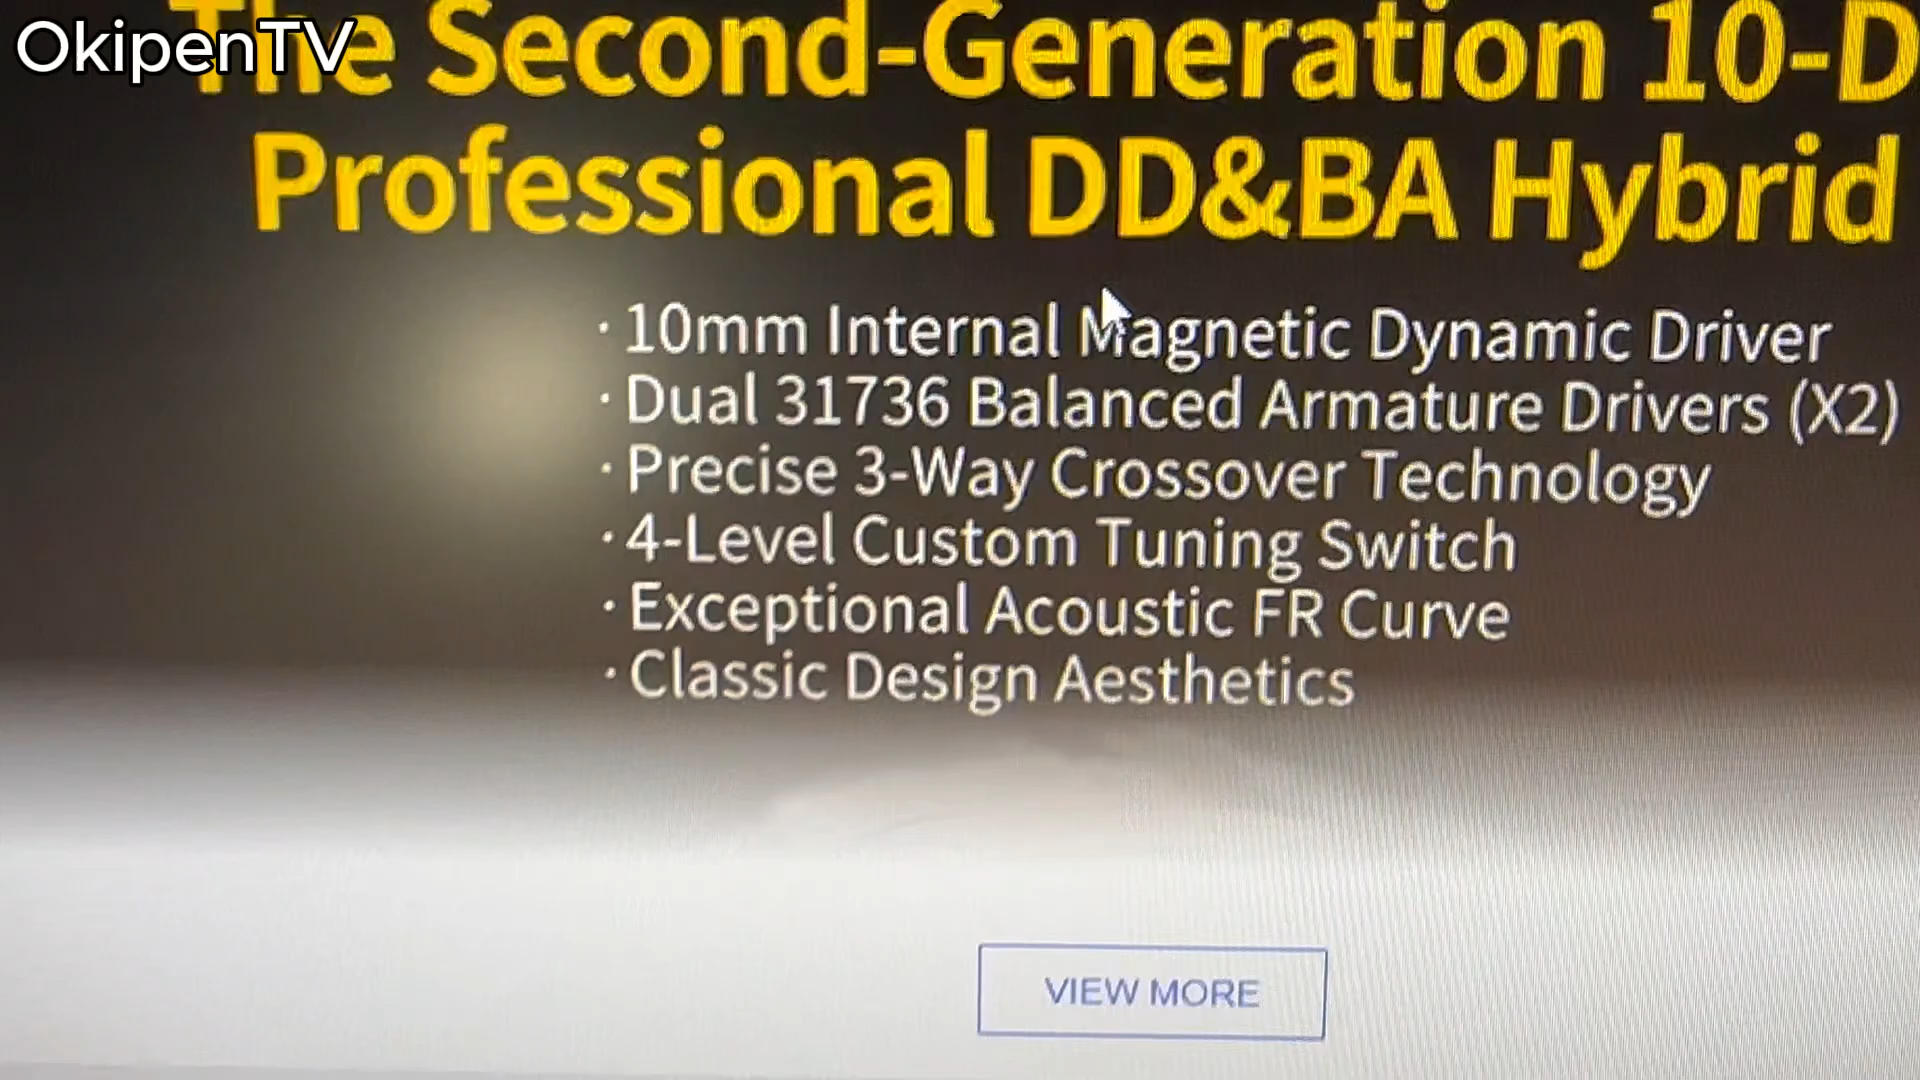 OkipenTV
The Second-Generation 10-D
Professional DD&BA Hybrid
· 10mm Internal Magnetic Dynamic Driver
· Dual 31736 Balanced Armature Drivers (X2)
· Precise 3-Way Crossover Technology
· 4-Level Custom Tuning Switch
· Exceptional Acoustic FR Curve
· Classic Design Aesthetics
VIEW MORE